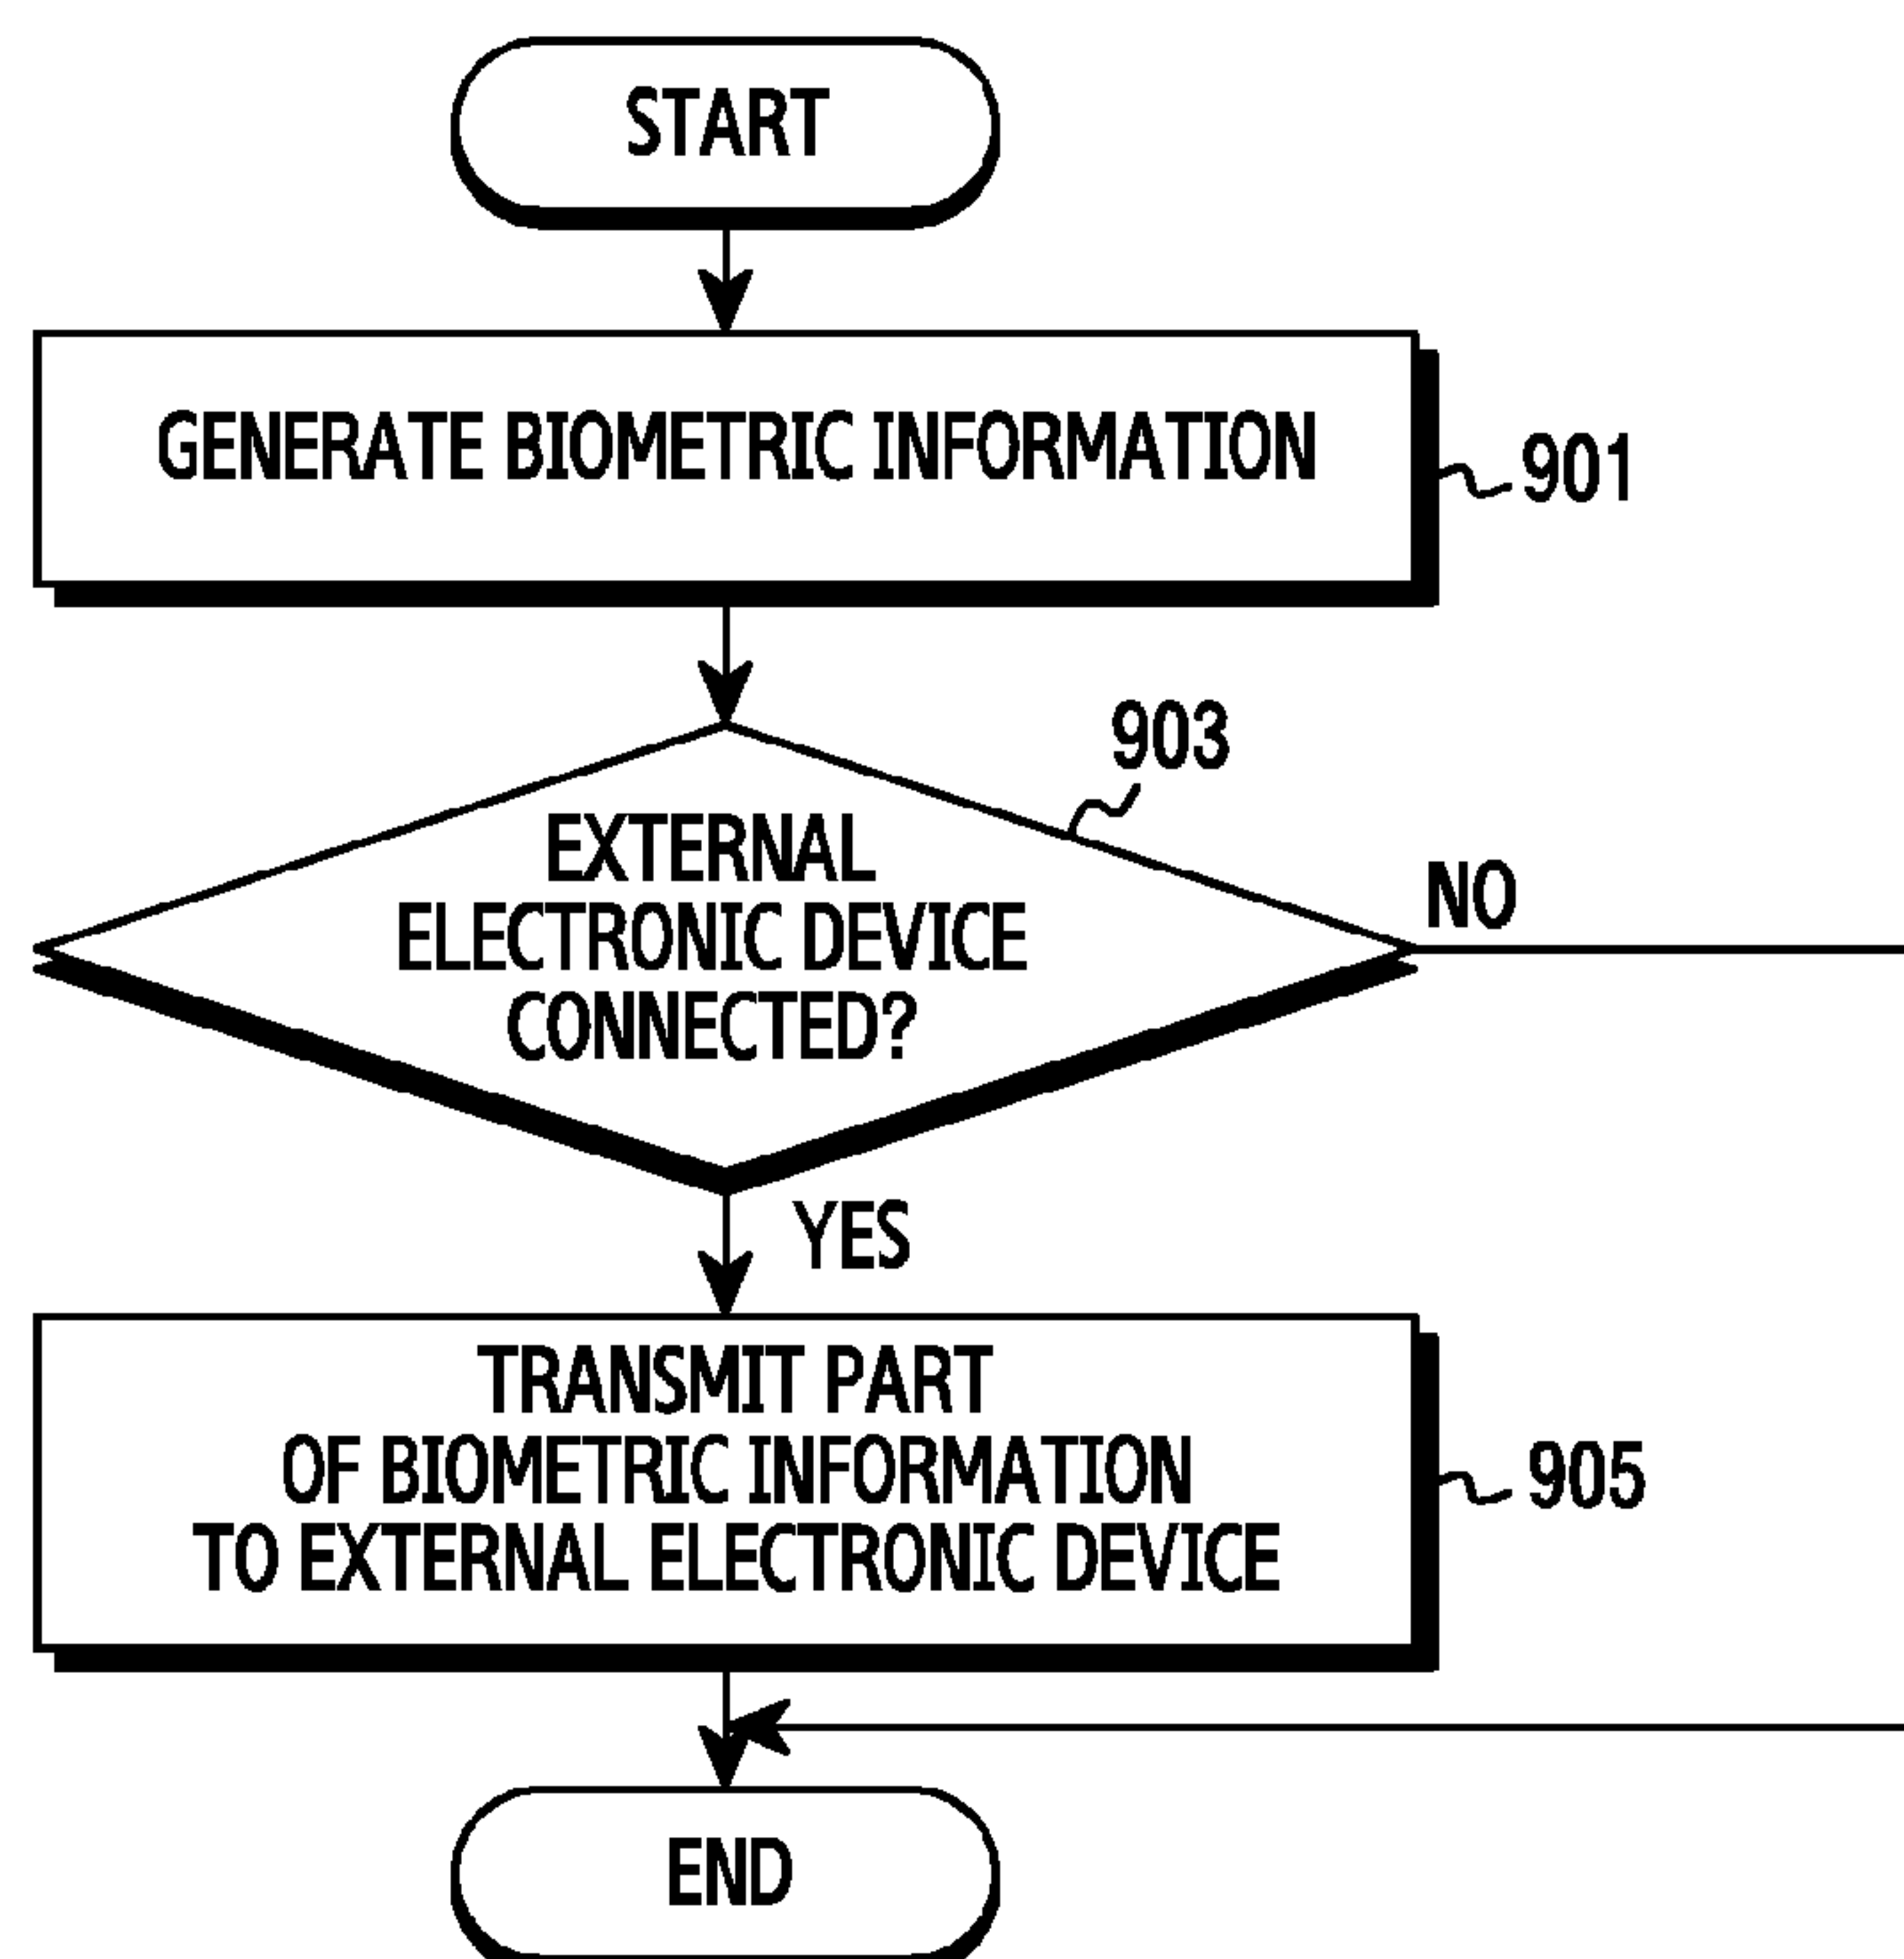 START
GENERATE BIOMETRIC INFORMATION
901
903
EXTERNAL
ELECTRONIC DEVICE
CONNECTED?
NO
YES
TRANSMIT PART
OF BIOMETRIC INFORMATION
TO EXTERNAL ELECTRONIC DEVICE
905
END